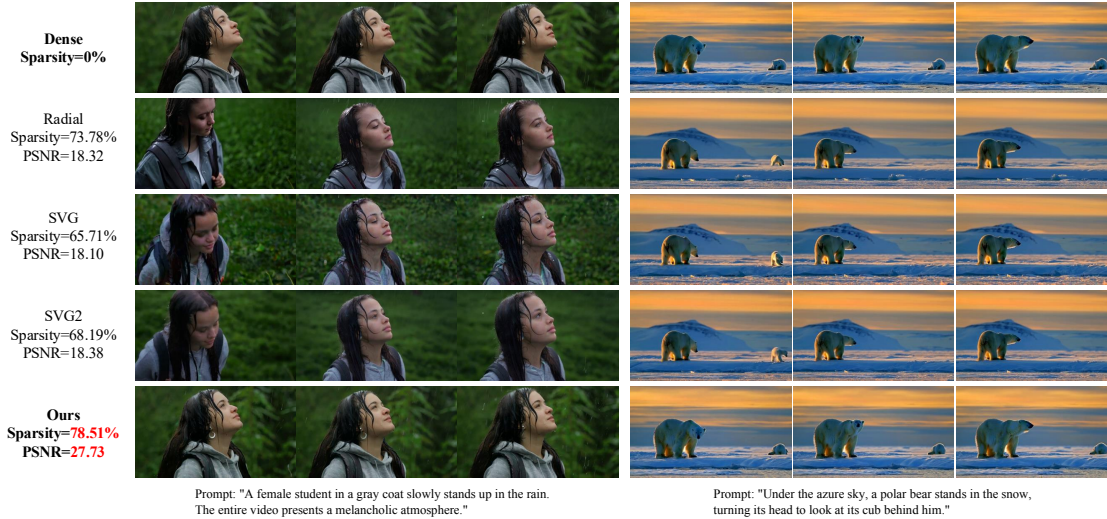 Dense
Sparsity=0%
Radial
Sparsity=73.78%
PSNR=18.32
SVG
Sparsity=65.71%
PSNR=18.10
SVG2
Sparsity=68.19%
PSNR=18.38
Ours
Sparsity=78.51%
PSNR=27.73
Prompt: "A female student in a gray coat slowly stands up in the rain.
The entire video presents a melancholic atmosphere."
Prompt: "Under the azure sky, a polar bear stands in the snow,
turning its head to look at its cub behind him."